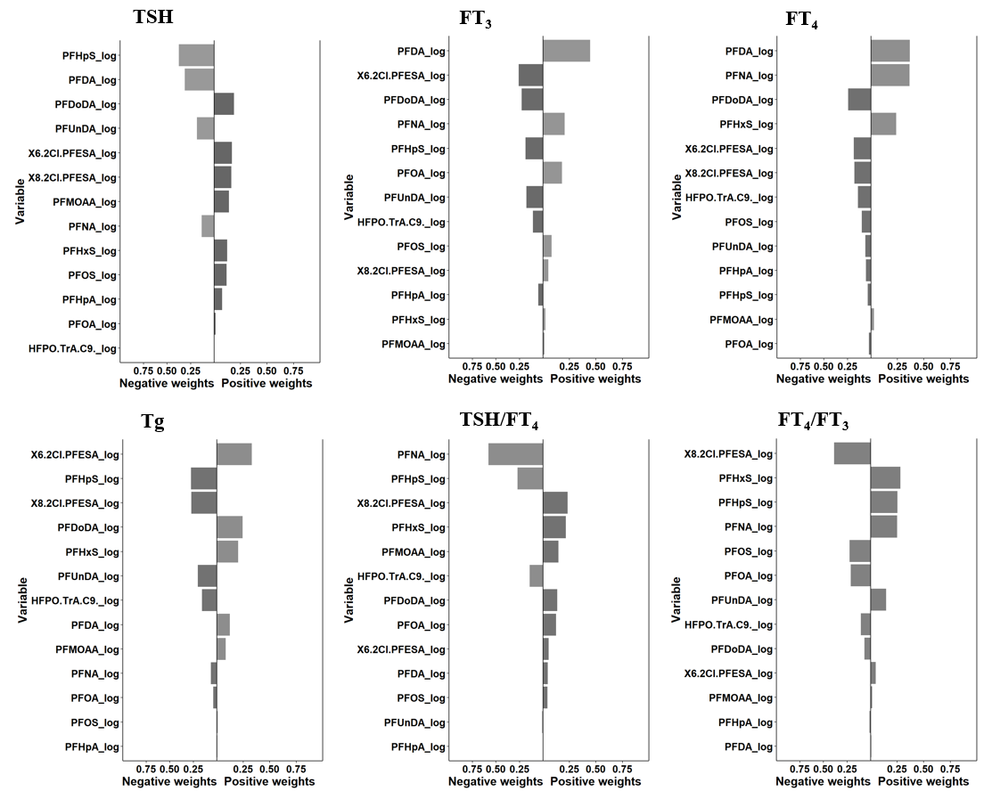 TSH
PFHpS_log
PFDA_log
PFDoDA_log
PFUnDA_log
X6.2Cl.PFESA_log
X8.2Cl.PFESA_log
PFMOAA_log
PFNA_log
PFHxS_log
PFOS_log
PFHpA_log
PFOA_log
HFPO.TrA.C9._log
Variable
0.75 0.50 0.25 0.25 0.50 0.75
Negative weights Positive weights
FT3
PFDA_log
X6.2Cl.PFESA_log
PFDoDA_log
PFNA_log
PFHpS_log
PFOA_log
PFUnDA_log
HFPO.TrA.C9._log
PFOS_log
X8.2Cl.PFESA_log
PFHpA_log
PFHxS_log
PFMOAA_log
Variable
0.75 0.50 0.25 0.25 0.50 0.75
Negative weights Positive weights
FT4
PFDA_log
PFNA_log
PFDoDA_log
PFHxS_log
X6.2Cl.PFESA_log
X8.2Cl.PFESA_log
HFPO.TrA.C9._log
PFOS_log
PFUnDA_log
PFHpA_log
PFHpS_log
PFMOAA_log
PFOA_log
Variable
0.75 0.50 0.25 0.25 0.50 0.75
Negative weights Positive weights
Tg
X6.2Cl.PFESA_log
PFHpS_log
X8.2Cl.PFESA_log
PFDoDA_log
PFHxS_log
PFUnDA_log
HFPO.TrA.C9._log
PFDA_log
PFMOAA_log
PFNA_log
PFOA_log
PFOS_log
PFHpA_log
Variable
0.75 0.50 0.25 0.25 0.50 0.75
Negative weights Positive weights
TSH/FT4
PFNA_log
PFHpS_log
X8.2Cl.PFESA_log
PFHxS_log
PFMOAA_log
HFPO.TrA.C9._log
PFDoDA_log
PFOA_log
X6.2Cl.PFESA_log
PFDA_log
PFOS_log
PFUnDA_log
PFHpA_log
Variable
0.75 0.50 0.25 0.25 0.50 0.75
Negative weights Positive weights
FT4/FT3
X8.2Cl.PFESA_log
PFHxS_log
PFHpS_log
PFNA_log
PFOS_log
PFOA_log
PFUnDA_log
HFPO.TrA.C9._log
PFDoDA_log
X6.2Cl.PFESA_log
PFMOAA_log
PFHpA_log
PFDA_log
Variable
0.75 0.50 0.25 0.25 0.50 0.75
Negative weights Positive weights